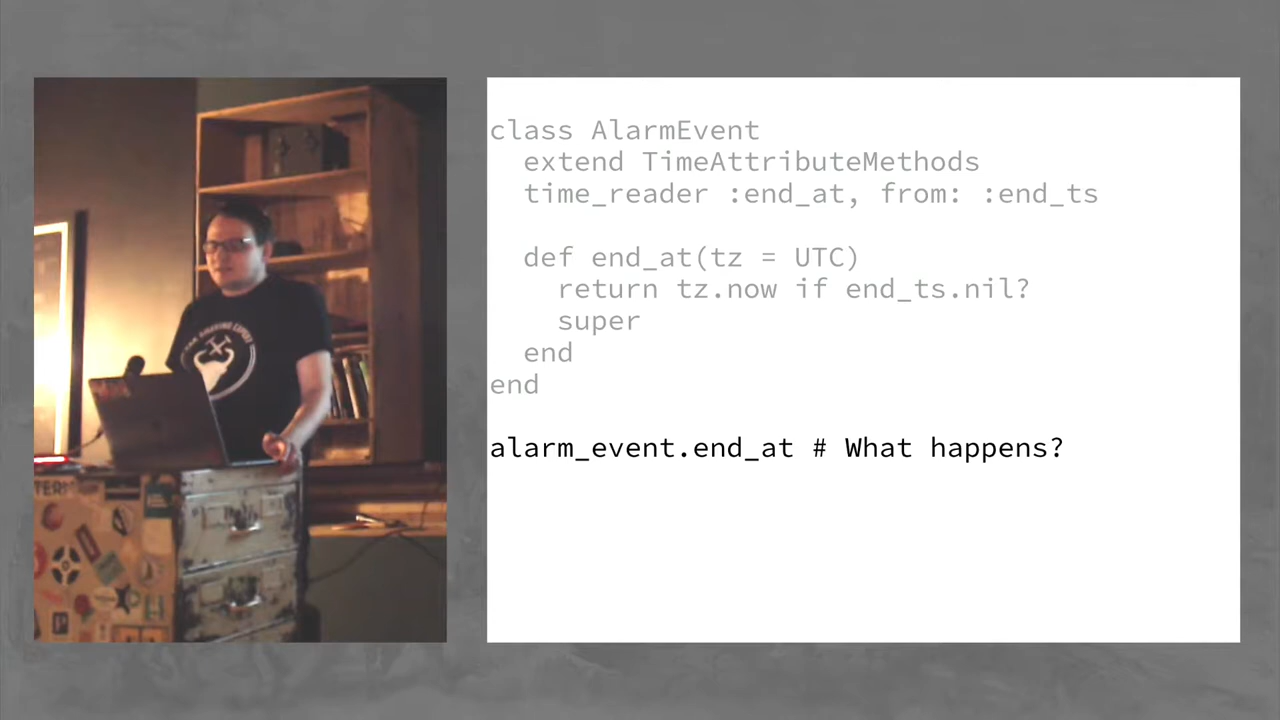 class AlarmEvent
  extend TimeAttributeMethods
  time_reader :end_at, from: :end_ts

  def end_at(tz = UTC)
    return tz.now if end_ts.nil?
    super
  end
end

alarm_event.end_at # What happens?